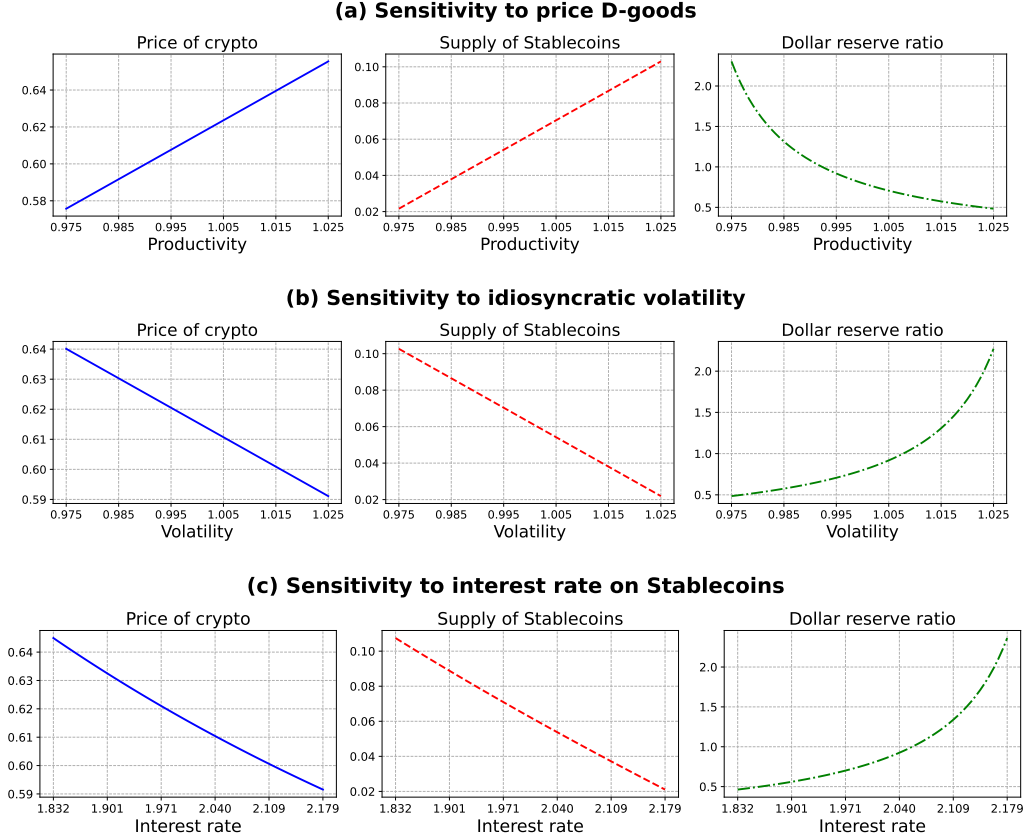 (a) Sensitivity to price D-goods
Price of crypto
0.64
0.62
0.60
0.58
0.975 0.985 0.995 1.005 1.015 1.025
Productivity
Supply of Stablecoins
0.10
0.08
0.06
0.04
0.02
0.975 0.985 0.995 1.005 1.015 1.025
Productivity
Dollar reserve ratio
2.0
1.5
1.0
0.5
0.975 0.985 0.995 1.005 1.015 1.025
Productivity
(b) Sensitivity to idiosyncratic volatility
Price of crypto
0.64
0.63
0.62
0.61
0.60
0.59
0.975 0.985 0.995 1.005 1.015 1.025
Volatility
Supply of Stablecoins
0.10
0.08
0.06
0.04
0.02
0.975 0.985 0.995 1.005 1.015 1.025
Volatility
Dollar reserve ratio
2.0
1.5
1.0
0.5
0.975 0.985 0.995 1.005 1.015 1.025
Volatility
(c) Sensitivity to interest rate on Stablecoins
Price of crypto
0.64
0.63
0.62
0.61
0.60
0.59
1.832 1.901 1.971 2.040 2.109 2.179
Interest rate
Supply of Stablecoins
0.10
0.08
0.06
0.04
0.02
1.832 1.901 1.971 2.040 2.109 2.179
Interest rate
Dollar reserve ratio
2.0
1.5
1.0
0.5
1.832 1.901 1.971 2.040 2.109 2.179
Interest rate